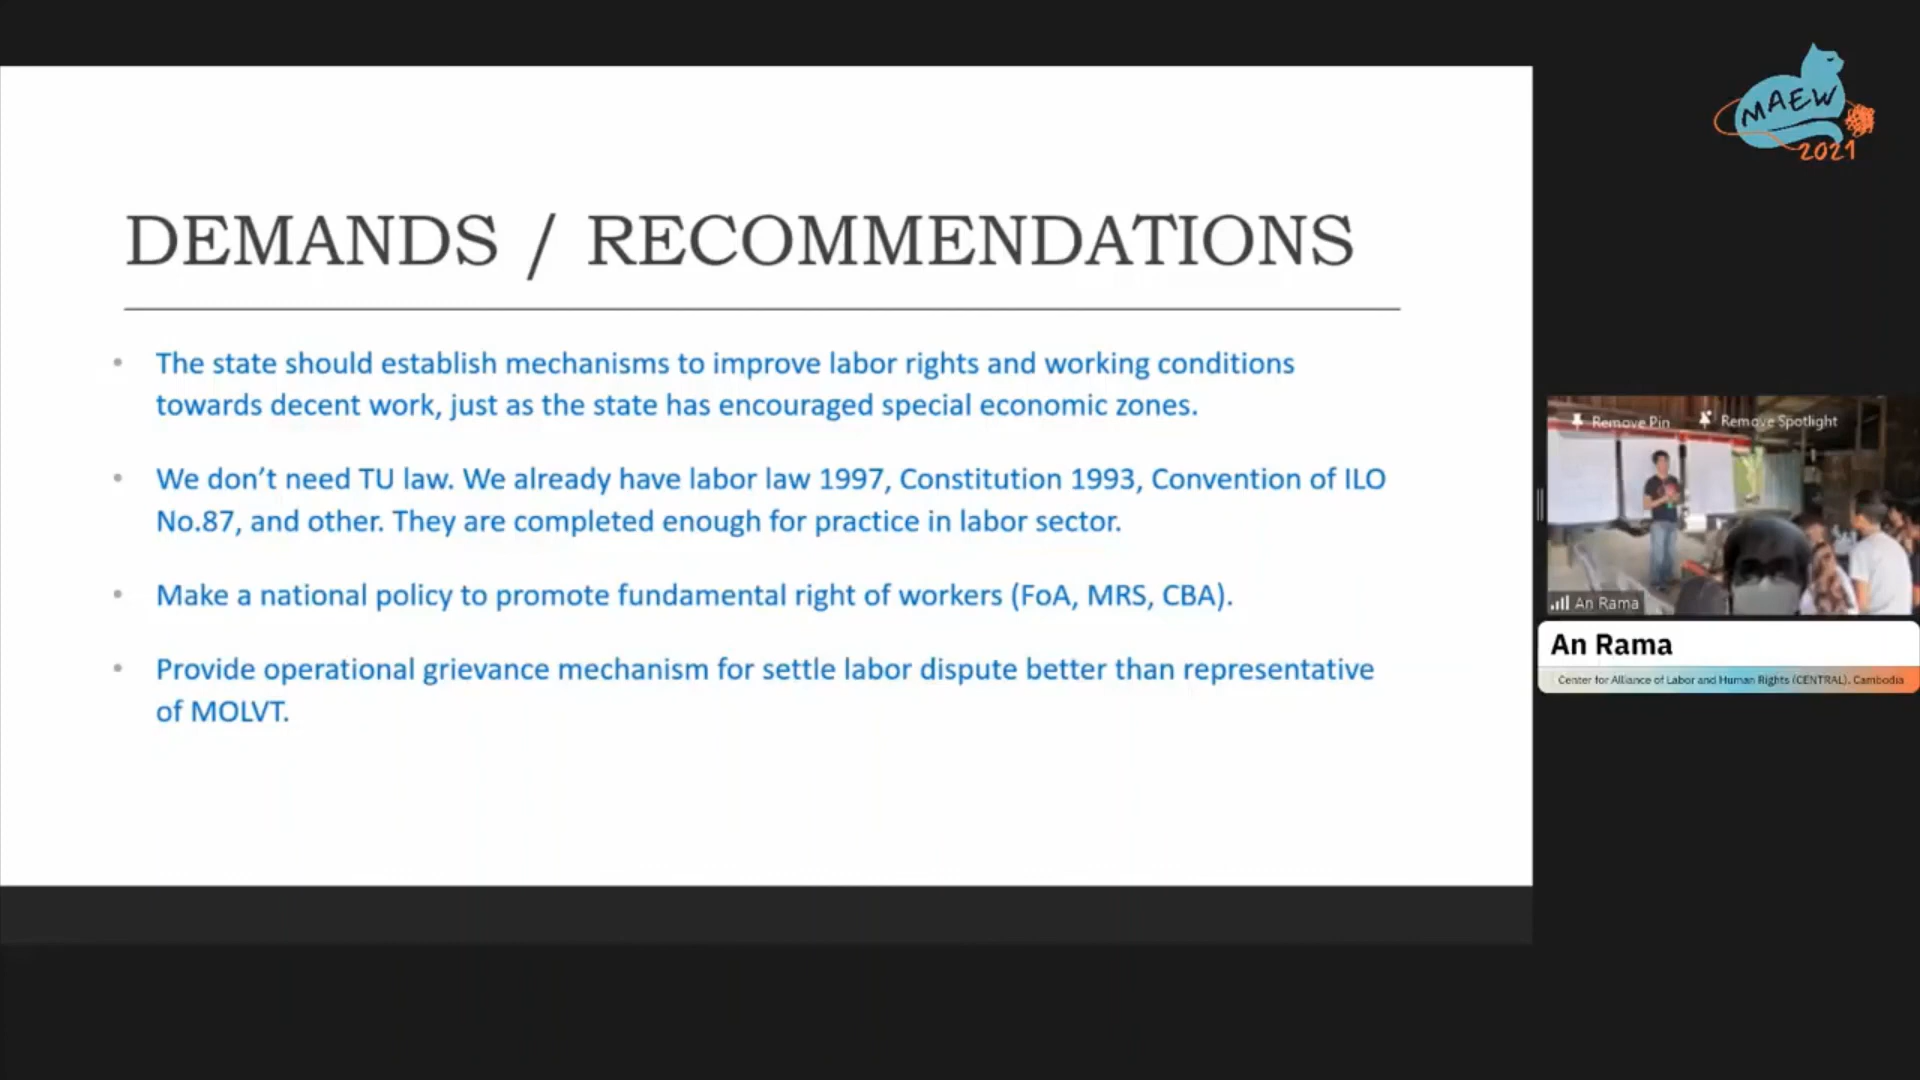 MAEW
2021
DEMANDS / RECOMMENDATIONS
• The state should establish mechanisms to improve labor rights and working conditions
towards decent work, just as the state has encouraged special economic zones.
• We don’t need TU law. We already have labor law 1997, Constitution 1993, Convention of ILO
No.87, and other. They are completed enough for practice in labor sector.
• Make a national policy to promote fundamental right of workers (FoA, MRS, CBA).
• Provide operational grievance mechanism for settle labor dispute better than representative
of MOLVT.
Remove Pin Remove Spotlight
An Rama
An Rama
Center for Alliance of Labor and Human Rights (CENTRAL), Cambodia